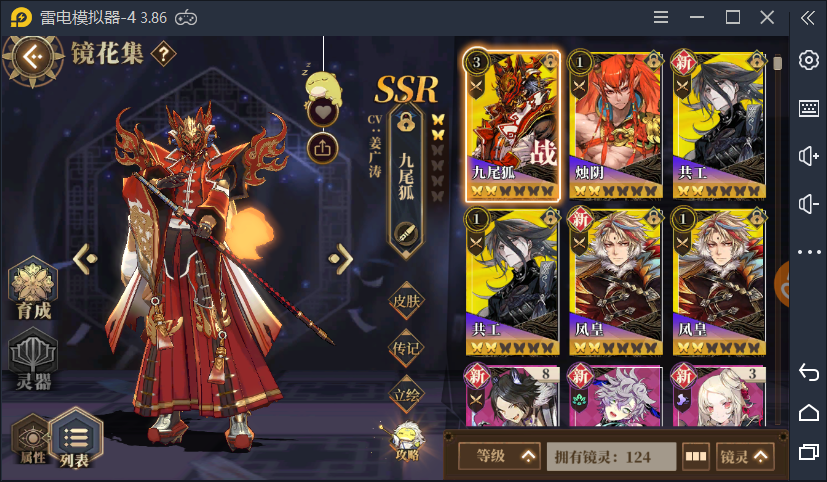 雷电模拟器-4 3.86
镜花集 ?
SSR
CV:姜广涛
九尾狐
皮肤
传记
立绘
攻略
育成
灵器
属性
列表
3
战
九尾狐
1
烛阴
新
共工
1
共工
新
凤皇
1
凤皇
新
8
新
新
3
等级
拥有镜灵：124
镜灵